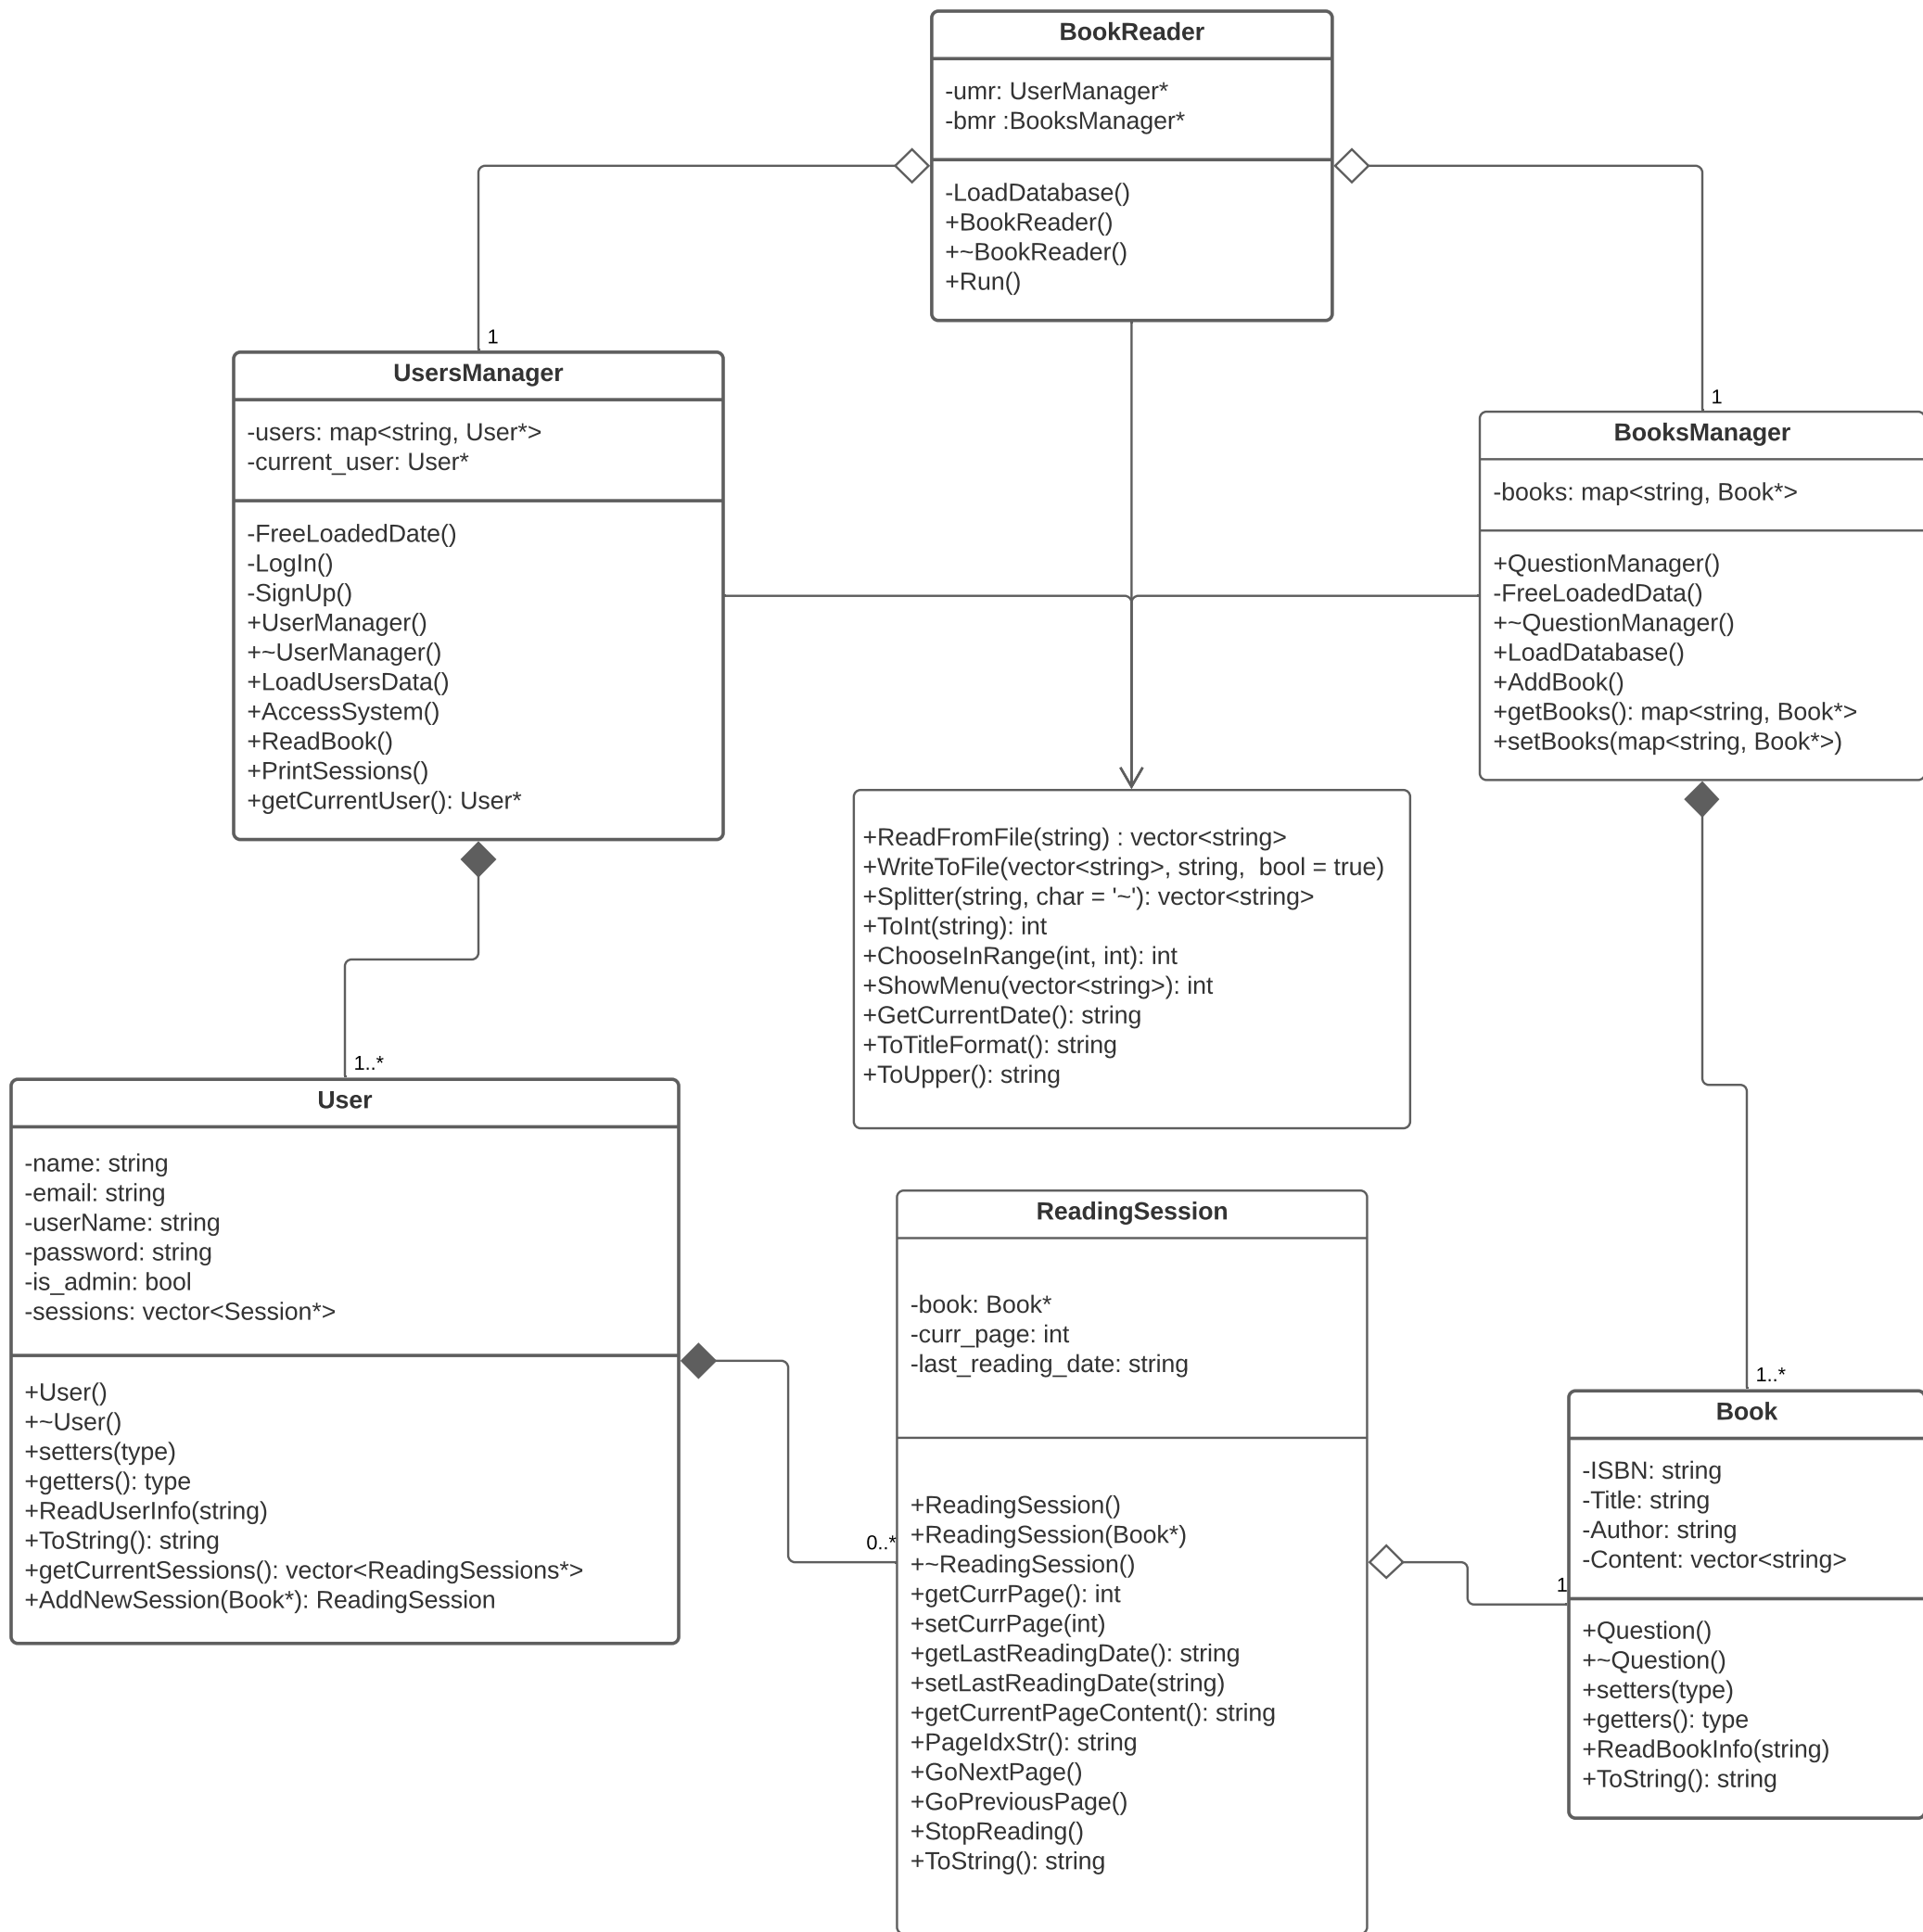 BookReader
-umr: UserManager*
-bmr :BooksManager*
-LoadDatabase()
+BookReader()
+~BookReader()
+Run()
1
UsersManager
-users: map<string, User*>
-current_user: User*
-FreeLoadedDate()
-LogIn()
-SignUp()
+UserManager()
+~UserManager()
+LoadUsersData()
+AccessSystem()
+ReadBook()
+PrintSessions()
+getCurrentUser(): User*
1
BooksManager
-books: map<string, Book*>
+QuestionManager()
-FreeLoadedData()
+~QuestionManager()
+LoadDatabase()
+AddBook()
+getBooks(): map<string, Book*>
+setBooks(map<string, Book*>)
+ReadFromFile(string) : vector<string>
+WriteToFile(vector<string>, string,  bool = true)
+Splitter(string, char = '~'): vector<string>
+ToInt(string): int
+ChooseInRange(int, int): int
+ShowMenu(vector<string>): int
+GetCurrentDate(): string
+ToTitleFormat(): string
+ToUpper(): string
1..*
User
-name: string
-email: string
-userName: string
-password: string
-is_admin: bool
-sessions: vector<Session*>
+User()
+~User()
+setters(type)
+getters(): type
+ReadUserInfo(string)
+ToString(): string
+getCurrentSessions(): vector<ReadingSessions*>
+AddNewSession(Book*): ReadingSession
0..*
ReadingSession
-book: Book*
-curr_page: int
-last_reading_date: string
+ReadingSession()
+ReadingSession(Book*)
+~ReadingSession()
+getCurrPage(): int
+setCurrPage(int)
+getLastReadingDate(): string
+setLastReadingDate(string)
+getCurrentPageContent(): string
+PageIdxStr(): string
+GoNextPage()
+GoPreviousPage()
+StopReading()
+ToString(): string
1..*
1
Book
-ISBN: string
-Title: string
-Author: string
-Content: vector<string>
+Question()
+~Question()
+setters(type)
+getters(): type
+ReadBookInfo(string)
+ToString(): string